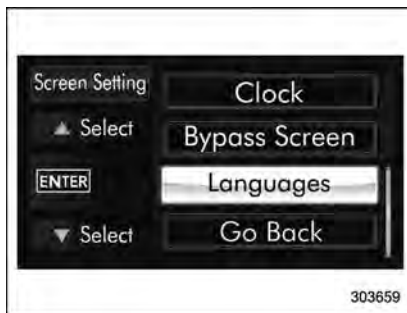 Screen Setting
Clock
▲ Select
Bypass Screen
ENTER
Languages
▼ Select
Go Back
303659